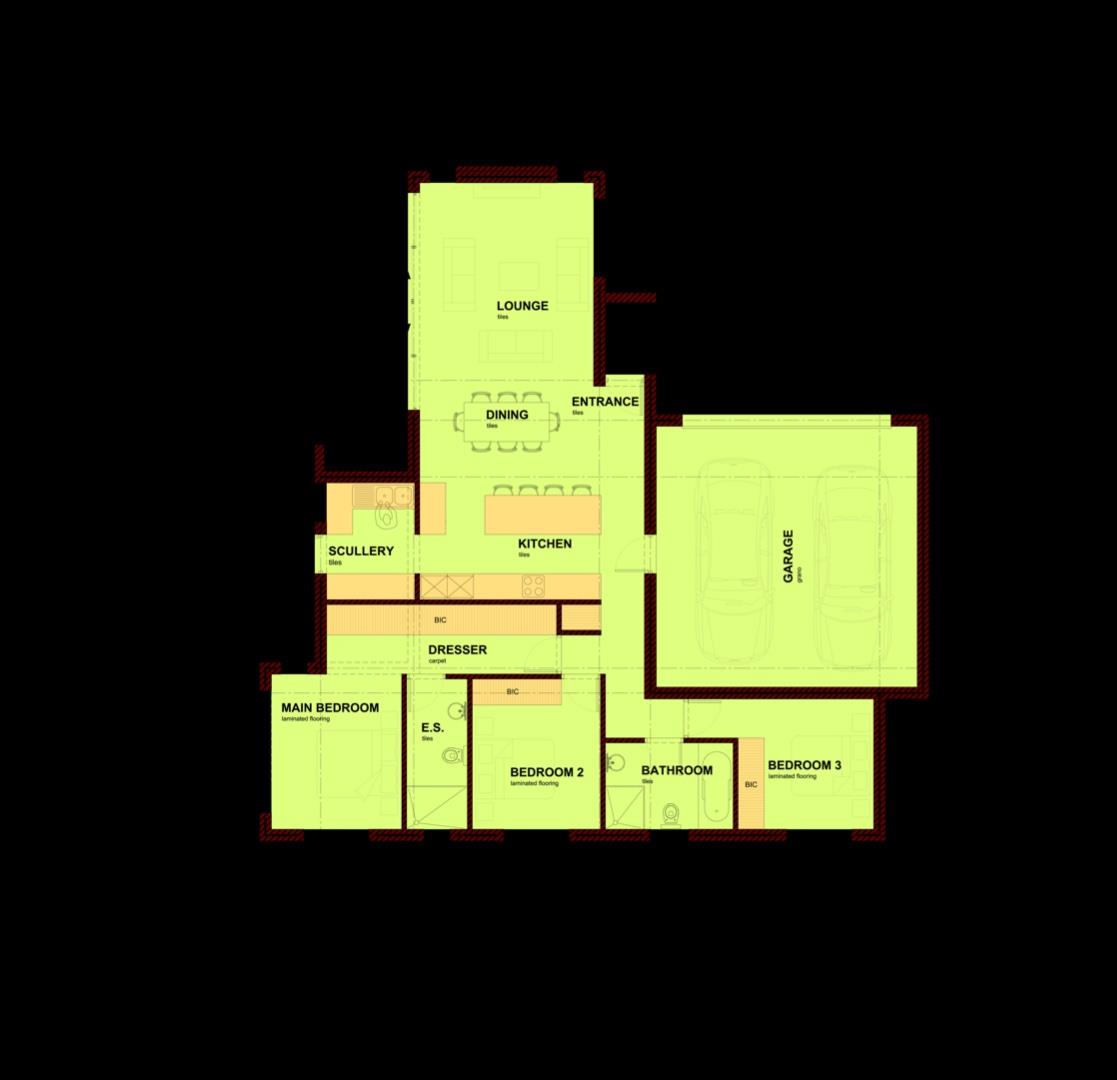 LOUNGE
tiles
ENTRANCE
tiles
DINING
tiles
KITCHEN
tiles
SCULLERY
tiles
GARAGE
grano
BIC
DRESSER
carpet
BIC
MAIN BEDROOM
laminated flooring
E.S.
tiles
BEDROOM 2
laminated flooring
BATHROOM
tiles
BIC
BEDROOM 3
laminated flooring